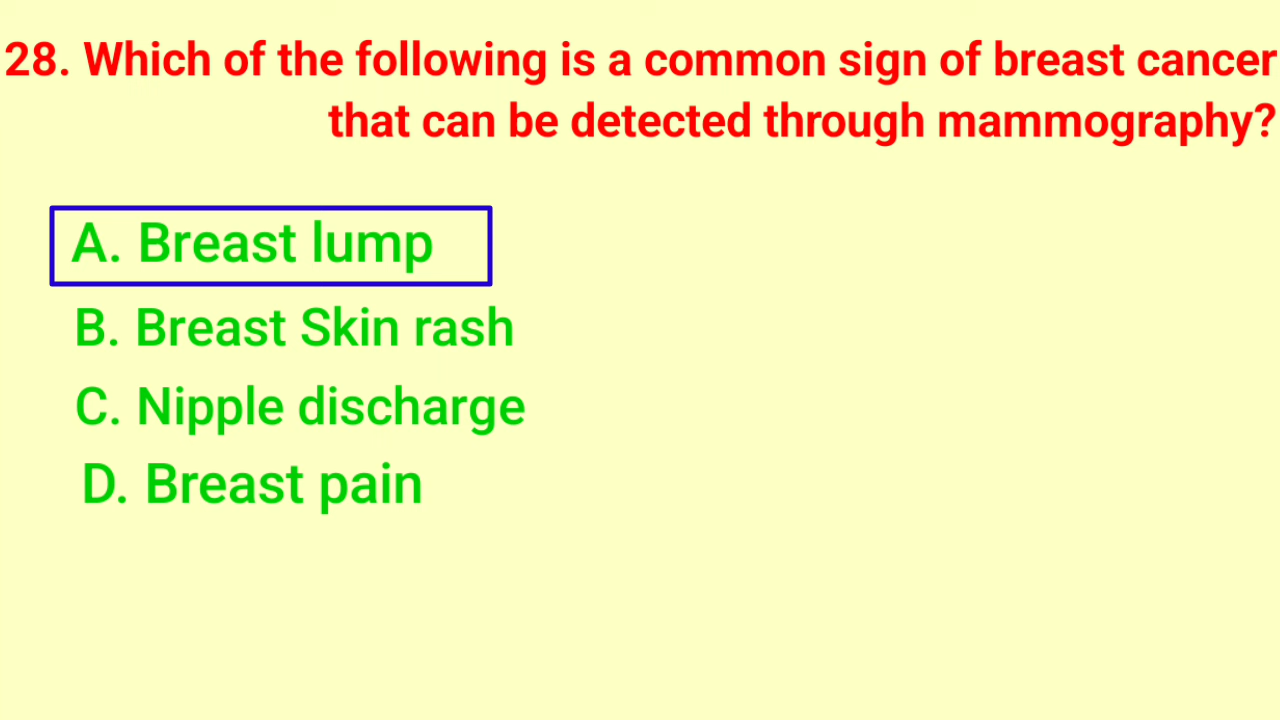 28. Which of the following is a common sign of breast cancer
that can be detected through mammography?
A. Breast lump
B. Breast Skin rash
C. Nipple discharge
D. Breast pain